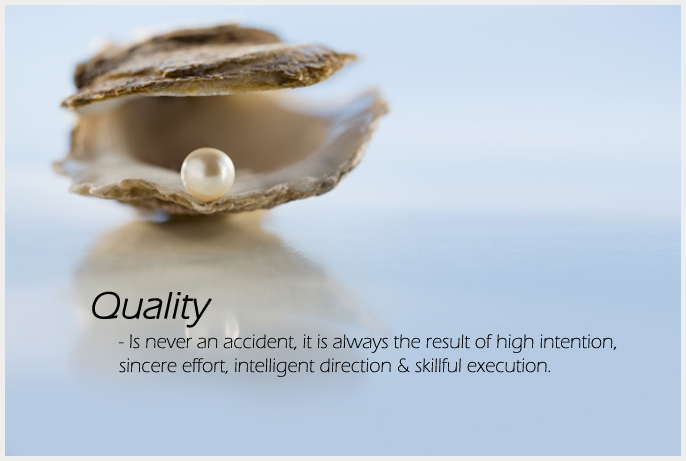 Quality
- Is never an accident, it is always the result of high intention,
sincere effort, intelligent direction & skillful execution.